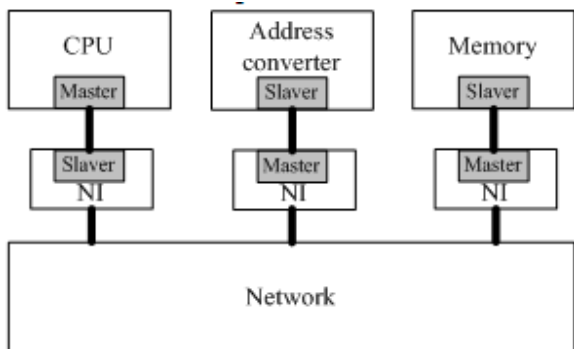 CPU
Address
converter
Memory
Master
Slaver
Slaver
Slaver
Master
Master
NI
NI
NI
Network